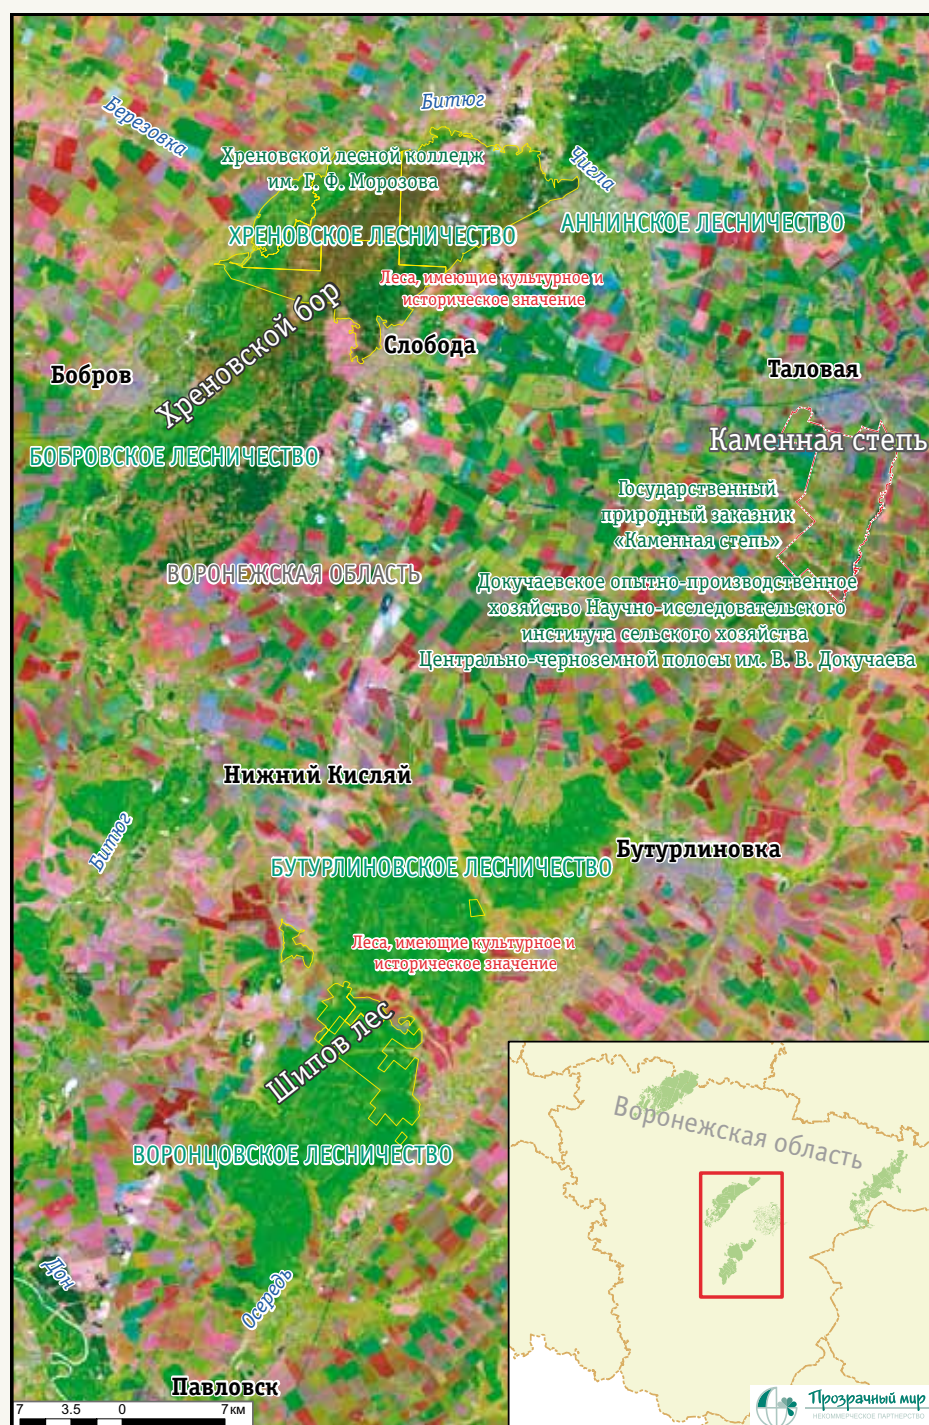 Битюг
Березовка
Чигла
Хреновской лесной колледж
им. Г. Ф. Морозова
ХРЕНОВСКОЕ ЛЕСНИЧЕСТВО
АННИНСКОЕ ЛЕСНИЧЕСТВО
Леса, имеющие культурное и
историческое значение
Хреновской бор
Слобода
Бобров
Таловая
Каменная степь
БОБРОВСКОЕ ЛЕСНИЧЕСТВО
Государственный
природный заказник
«Каменная степь»
ВОРОНЕЖСКАЯ ОБЛАСТЬ
Докучаевское опытно-производственное
хозяйство Научно-исследовательского
института сельского хозяйства
Центрально-черноземной полосы им. В. В. Докучаева
Нижний Кисляй
Битюг
Бутурлиновка
БУТУРЛИНОВСКОЕ ЛЕСНИЧЕСТВО
Леса, имеющие культурное и
историческое значение
Шипов лес
ВОРОНЦОВСКОЕ ЛЕСНИЧЕСТВО
Воронежская область
Дон
Осередь
Павловск
7 3.5 0 7 км
Прозрачный мир
НЕКОММЕРЧЕСКОЕ ПАРТНЕРСТВО